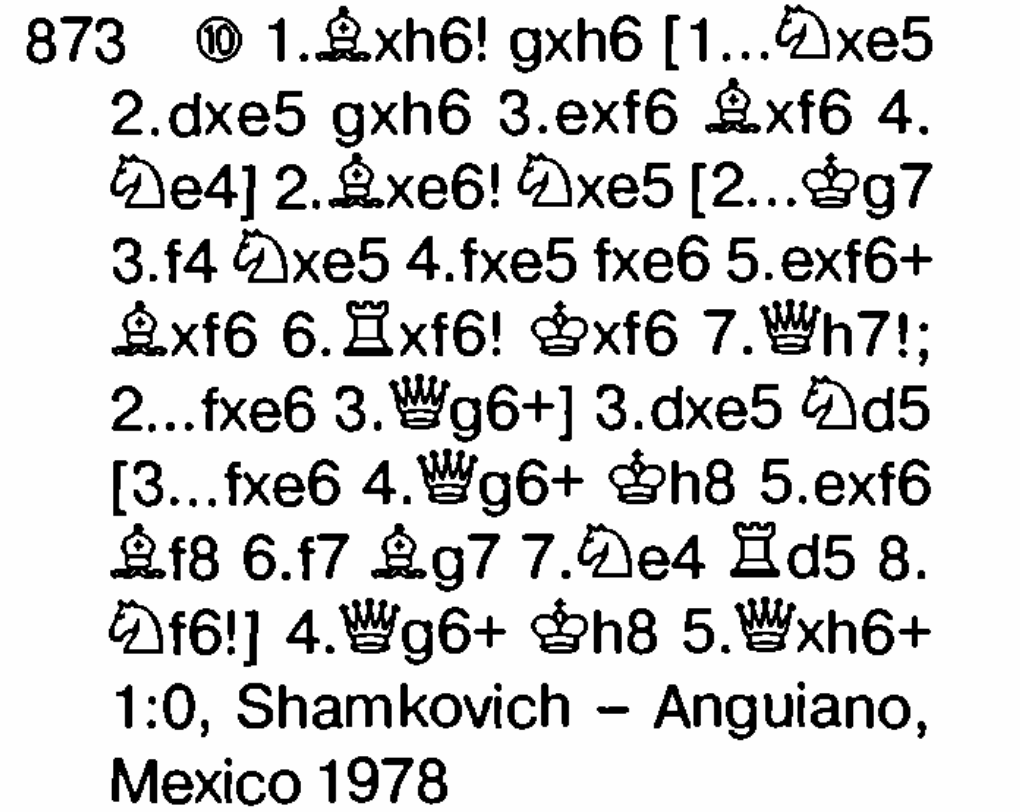 873 ⑩ 1.♗xh6! gxh6 [1...♘xe5
2.dxe5 gxh6 3.exf6 ♗xf6 4.
♘e4] 2.♗xe6! ♘xe5 [2...♔g7
3.f4 ♘xe5 4.fxe5 fxe6 5.exf6+
♗xf6 6.♖xf6! ♔xf6 7.♕h7!;
2...fxe6 3.♕g6+] 3.dxe5 ♘d5
[3...fxe6 4.♕g6+ ♔h8 5.exf6
♗f8 6.f7 ♗g7 7.♘e4 ♖d5 8.
♘f6!] 4.♕g6+ ♔h8 5.♕xh6+
1:0, Shamkovich – Anguiano,
Mexico 1978